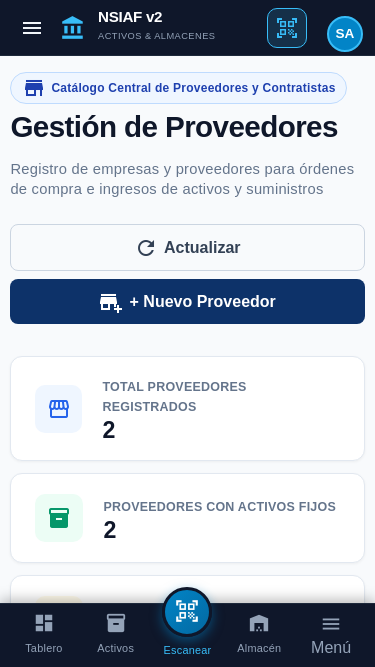 NSIAF v2
ACTIVOS & ALMACENES
SA
Catálogo Central de Proveedores y Contratistas
Gestión de Proveedores
Registro de empresas y proveedores para órdenes
de compra e ingresos de activos y suministros
Actualizar
+ Nuevo Proveedor
TOTAL PROVEEDORES
REGISTRADOS
2
PROVEEDORES CON ACTIVOS FIJOS
2
Tablero
Activos
Escanear
Almacén
Menú